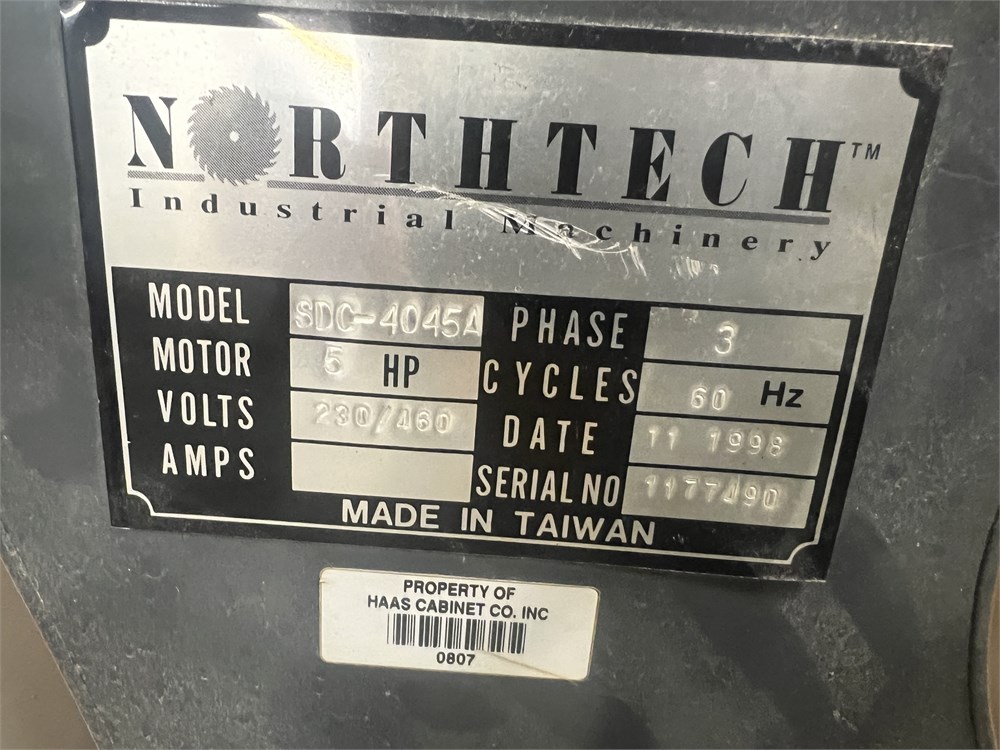 NORTHTECH™
Industrial Machinery
MODEL SDC-4045A PHASE 3
MOTOR 5 HP CYCLES 60 Hz
VOLTS 230/460 DATE 11 1998
AMPS SERIAL NO 1177490
MADE IN TAIWAN
PROPERTY OF
HAAS CABINET CO. INC
0807